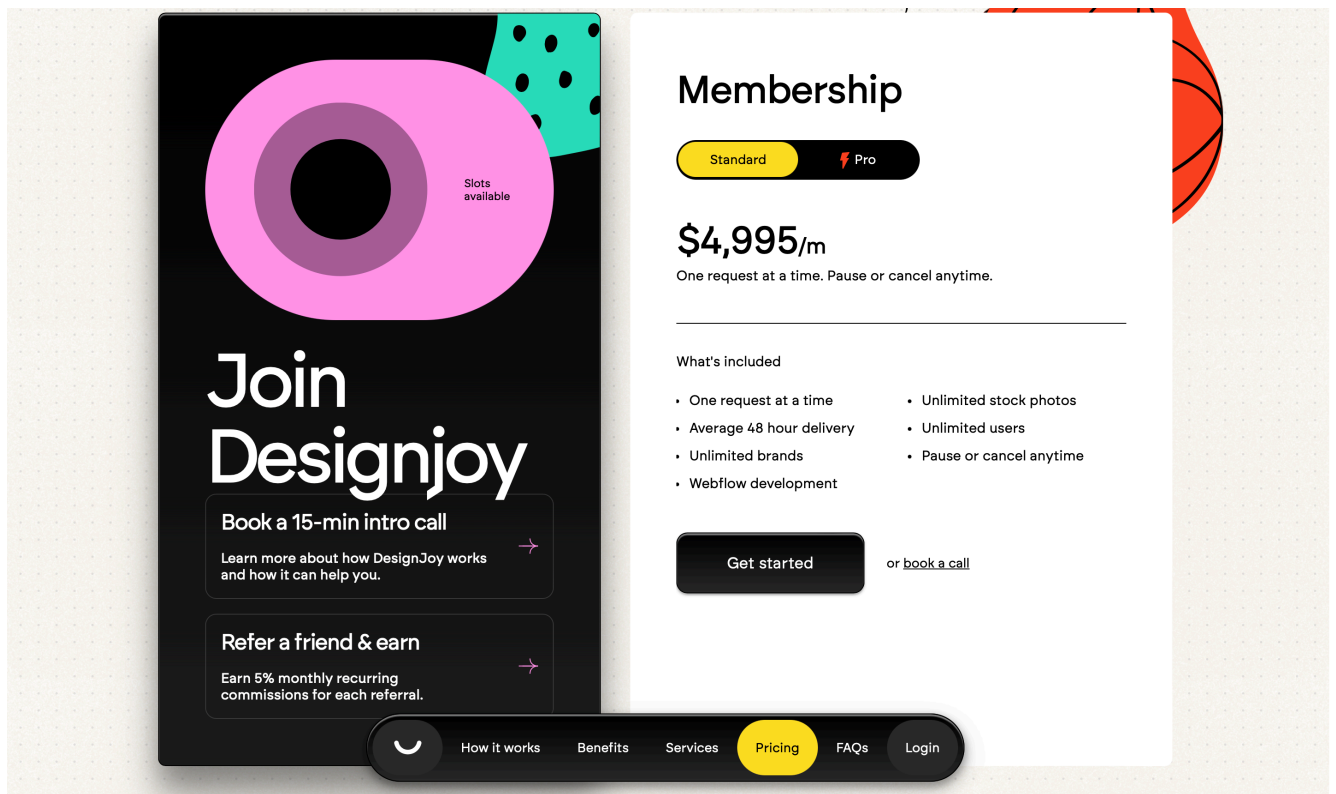 Slots
available
Join
Designjoy
Book a 15-min intro call
Learn more about how DesignJoy works
and how it can help you.
Refer a friend & earn
Earn 5% monthly recurring
commissions for each referral.
Membership
Standard
Pro
$4,995/m
One request at a time. Pause or cancel anytime.
What's included
• One request at a time
• Average 48 hour delivery
• Unlimited brands
• Webflow development
• Unlimited stock photos
• Unlimited users
• Pause or cancel anytime
Get started
or book a call
How it works
Benefits
Services
Pricing
FAQs
Login